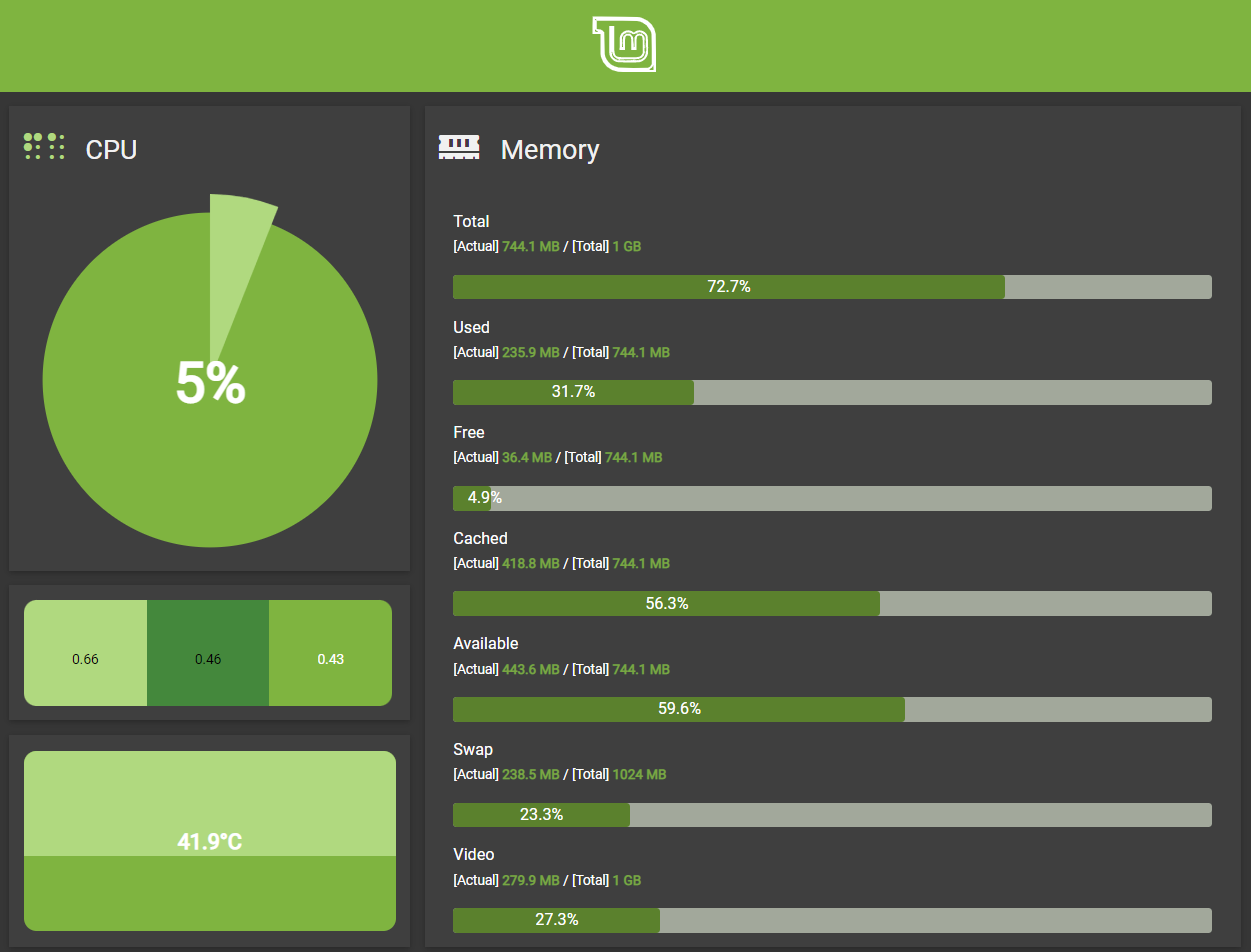 lm
CPU
5%
0.66 0.46 0.43
41.9°C
Memory
Total
[Actual] 744.1 MB / [Total] 1 GB
72.7%
Used
[Actual] 235.9 MB / [Total] 744.1 MB
31.7%
Free
[Actual] 36.4 MB / [Total] 744.1 MB
4.9%
Cached
[Actual] 418.8 MB / [Total] 744.1 MB
56.3%
Available
[Actual] 443.6 MB / [Total] 744.1 MB
59.6%
Swap
[Actual] 238.5 MB / [Total] 1024 MB
23.3%
Video
[Actual] 279.9 MB / [Total] 1 GB
27.3%